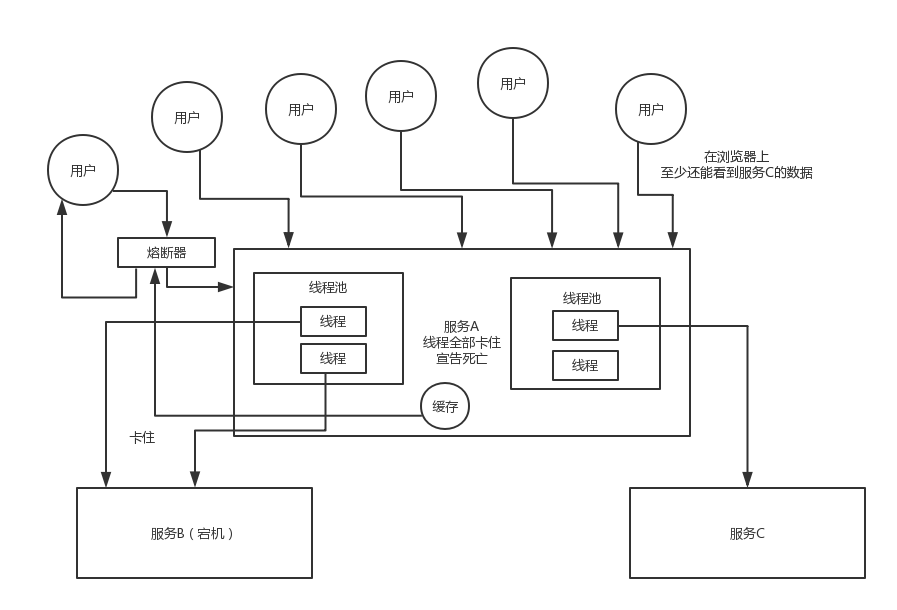 用户
用户
用户
用户
用户
用户
在浏览器上
至少还能看到服务C的数据
用户
熔断器
线程池
线程
线程
服务A
线程全部卡住
宣告死亡
线程池
线程
线程
缓存
卡住
服务B（宕机）
服务C